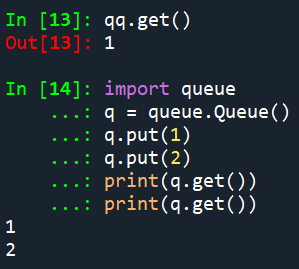 In [13]: qq.get()
Out[13]: 1
In [14]: import queue
...: q = queue.Queue()
...: q.put(1)
...: q.put(2)
...: print(q.get())
...: print(q.get())
1
2